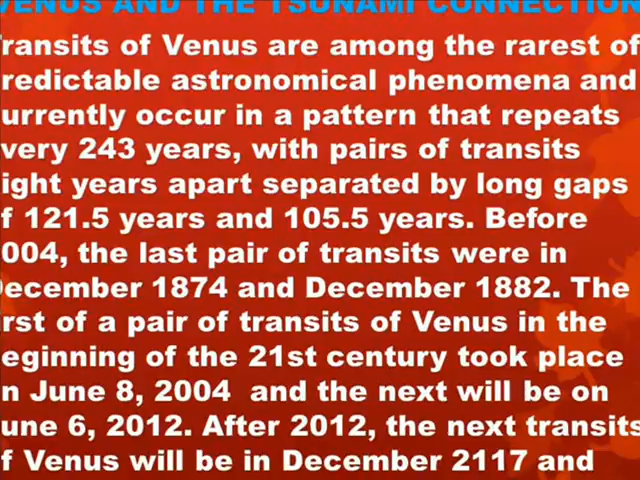 VENUS AND THE TSUNAMI CONNECTION
ransits of Venus are among the rarest of
redictable astronomical phenomena and
urrently occur in a pattern that repeats
very 243 years, with pairs of transits
ight years apart separated by long gaps
f 121.5 years and 105.5 years. Before
004, the last pair of transits were in
December 1874 and December 1882. The
rst of a pair of transits of Venus in the
eginning of the 21st century took place
n June 8, 2004 and the next will be on
une 6, 2012. After 2012, the next transits
f Venus will be in December 2117 and